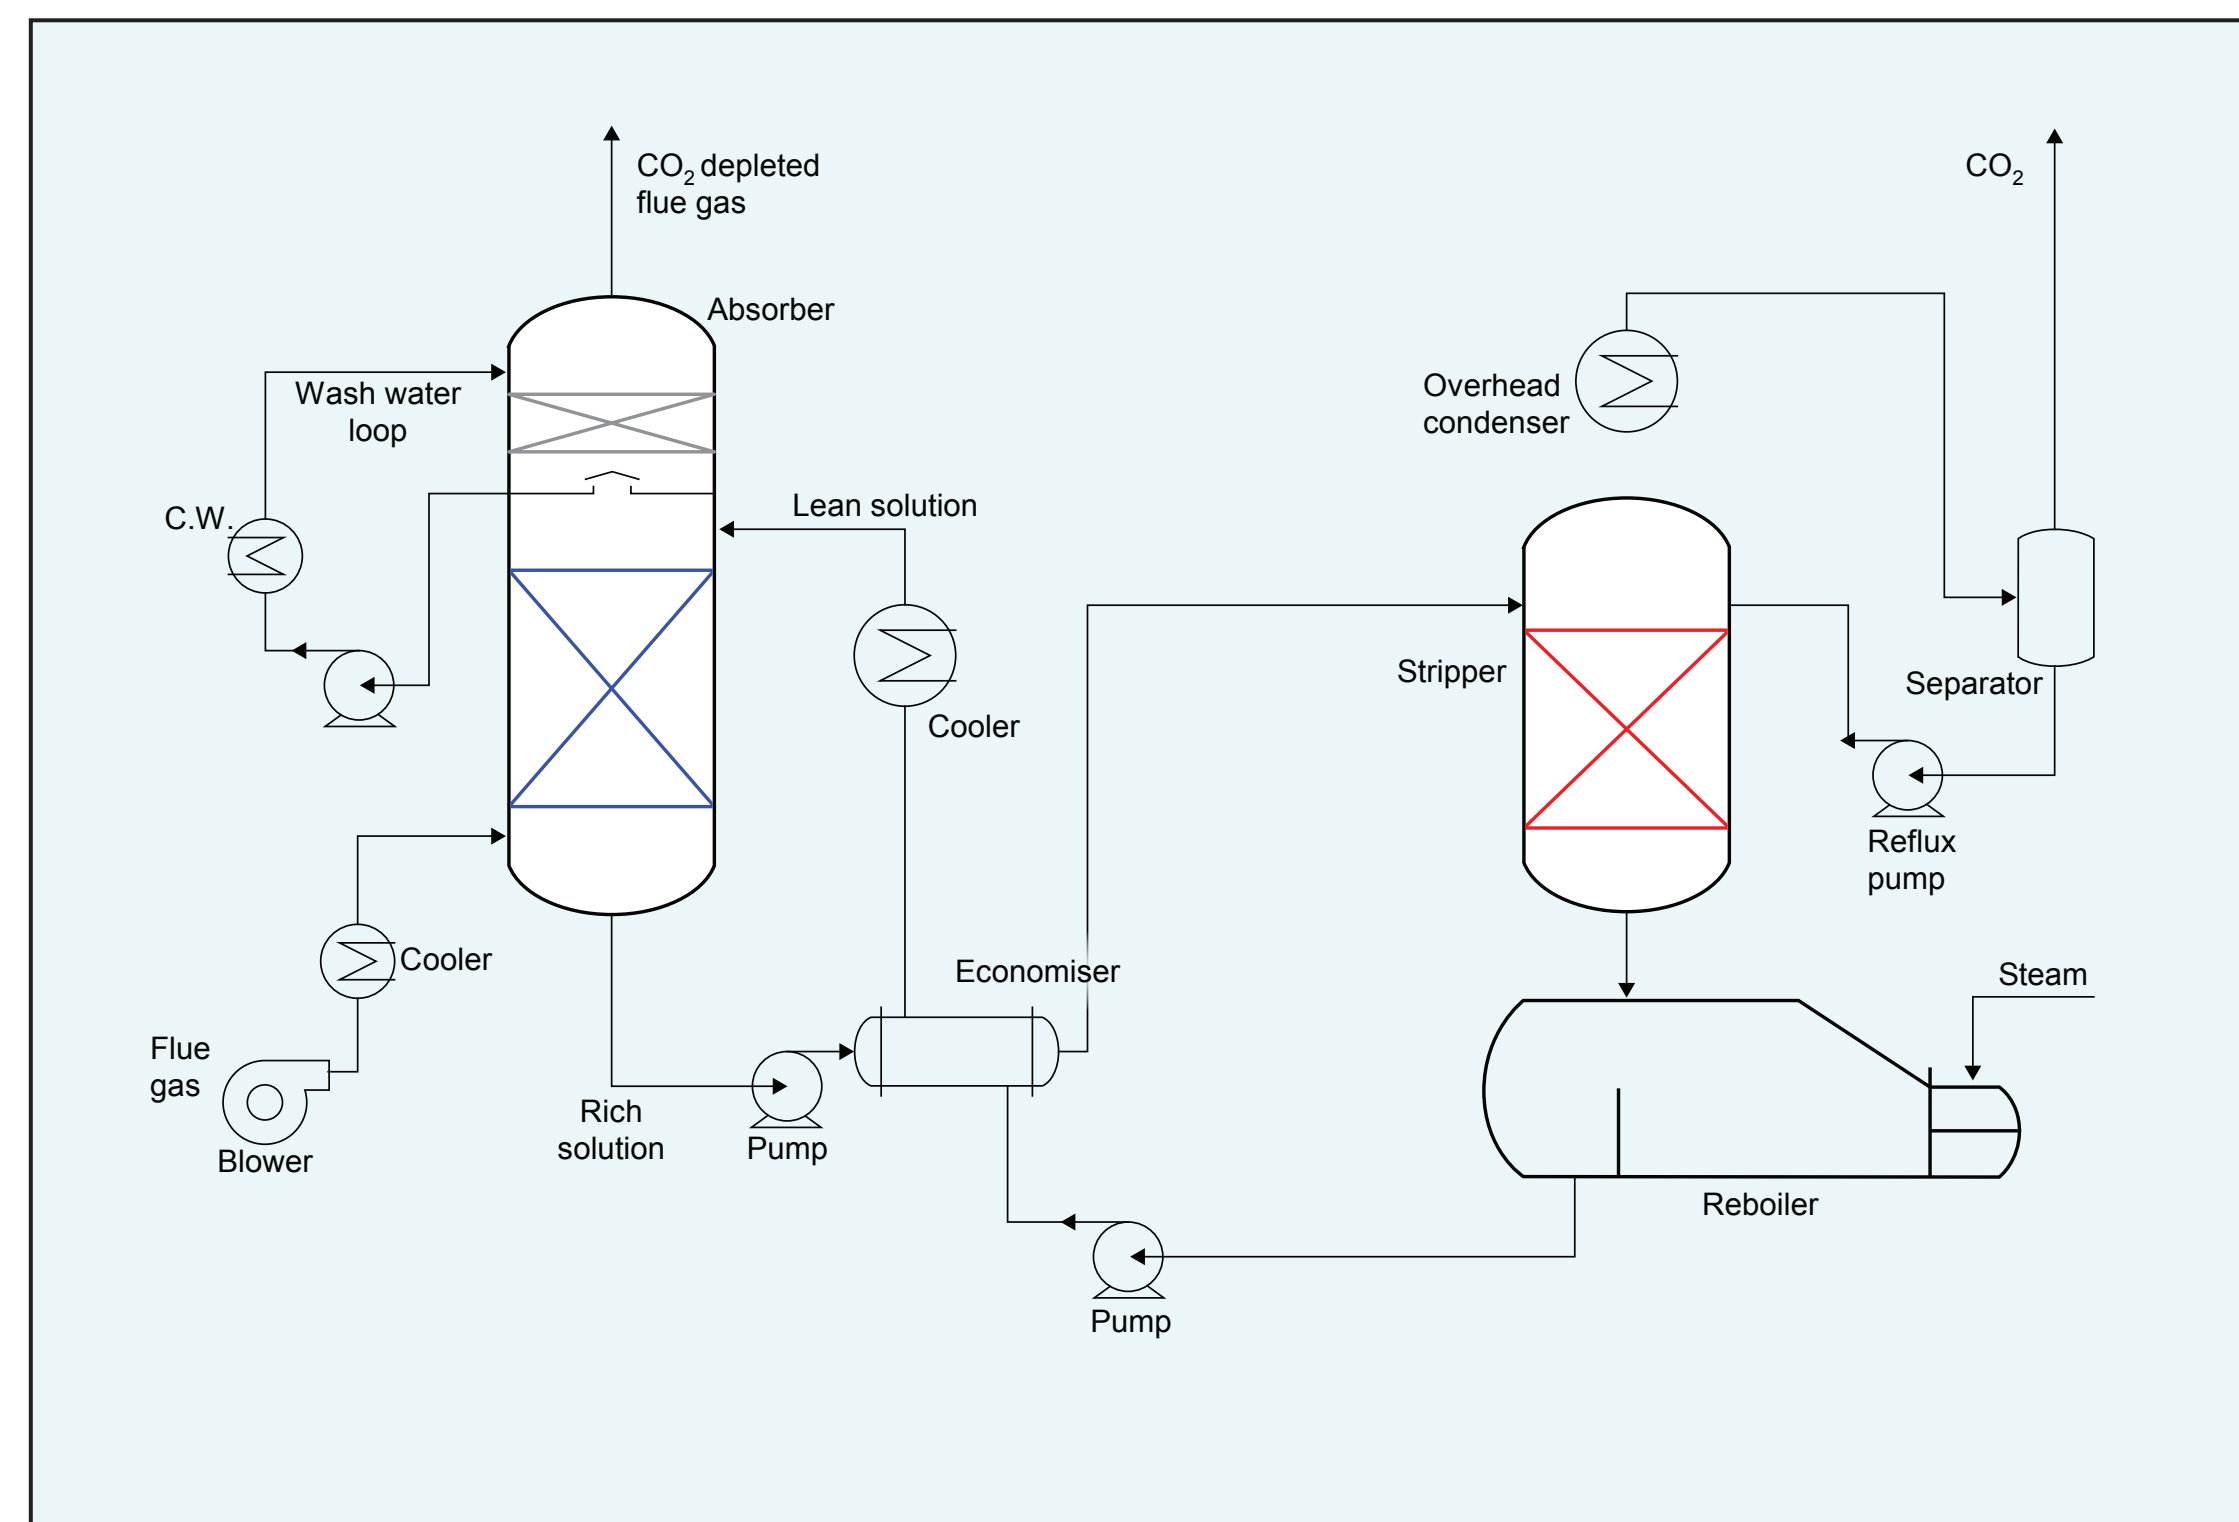 CO2 depleted
flue gas
CO2
Absorber
Wash water
loop
Overhead
condenser
C.W.
Lean solution
Stripper
Separator
Cooler
Reflux
pump
Cooler
Economiser
Steam
Flue
gas
Blower
Rich
solution
Pump
Reboiler
Pump